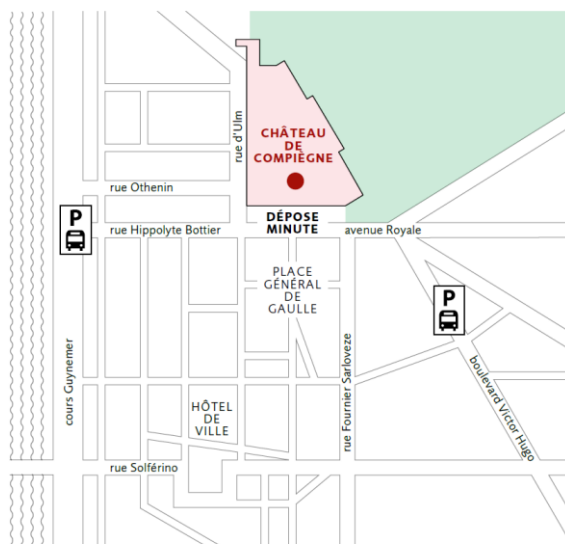 rue d'Ulm
CHÂTEAU
DE
COMPIÈGNE
rue Othenin
P
rue Hippolyte Bottier
DÉPOSE
MINUTE
avenue Royale
PLACE
GÉNÉRAL
DE
GAULLE
P
cours Guynemer
rue Fournier Sarloveze
boulevard Victor Hugo
HÔTEL
DE
VILLE
rue Solférino